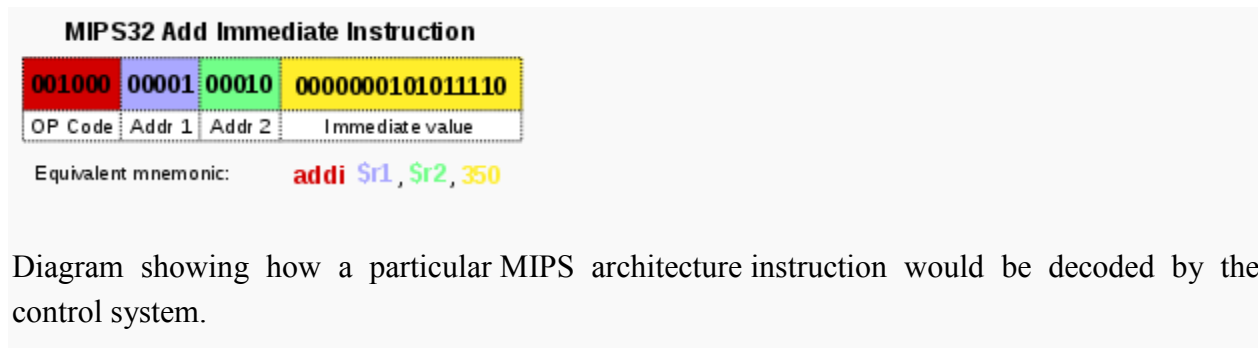 MIPS32 Add Immediate Instruction
001000 00001 00010 0000000101011110
OP Code Addr 1 Addr 2 Immediate value
Equivalent mnemonic: addi $r1 , $r2 , 350
Diagram showing how a particular MIPS architecture instruction would be decoded by the
control system.